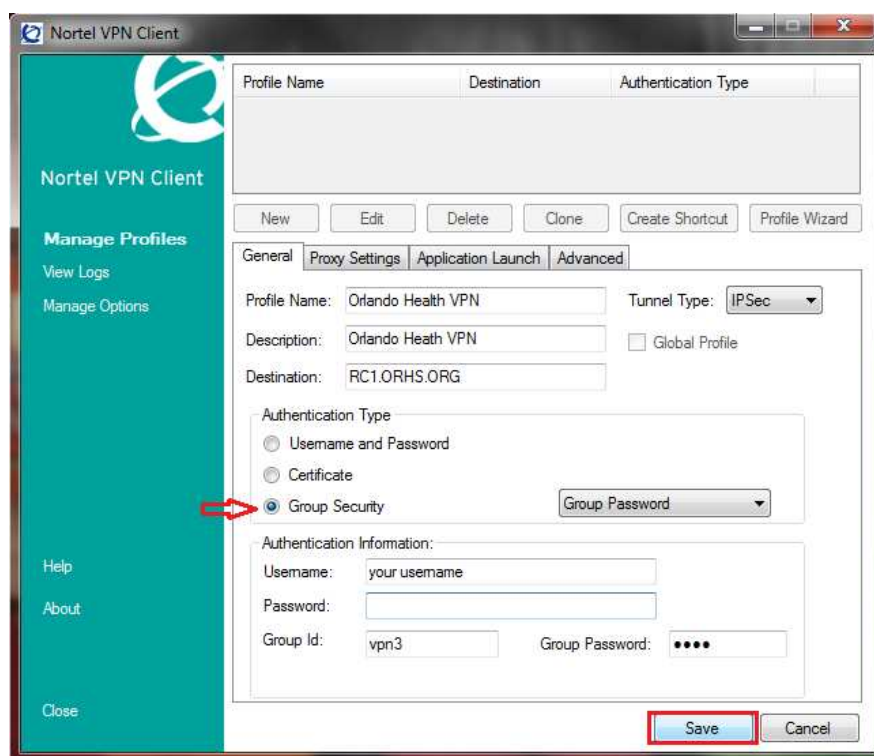 Nortel VPN Client
Profile Name Destination Authentication Type
Nortel VPN Client
New Edit Delete Clone Create Shortcut Profile Wizard
Manage Profiles
General Proxy Settings Application Launch Advanced
View Logs
Manage Options
Profile Name: Orlando Health VPN Tunnel Type: IPSec
Description: Orlando Heath VPN Global Profile
Destination: RC1.ORHS.ORG
Authentication Type
Username and Password
Certificate
Group Security Group Password
Authentication Information:
Help
Username: your username
About
Password:
Group Id: vpn3 Group Password: ••••
Close
Save Cancel